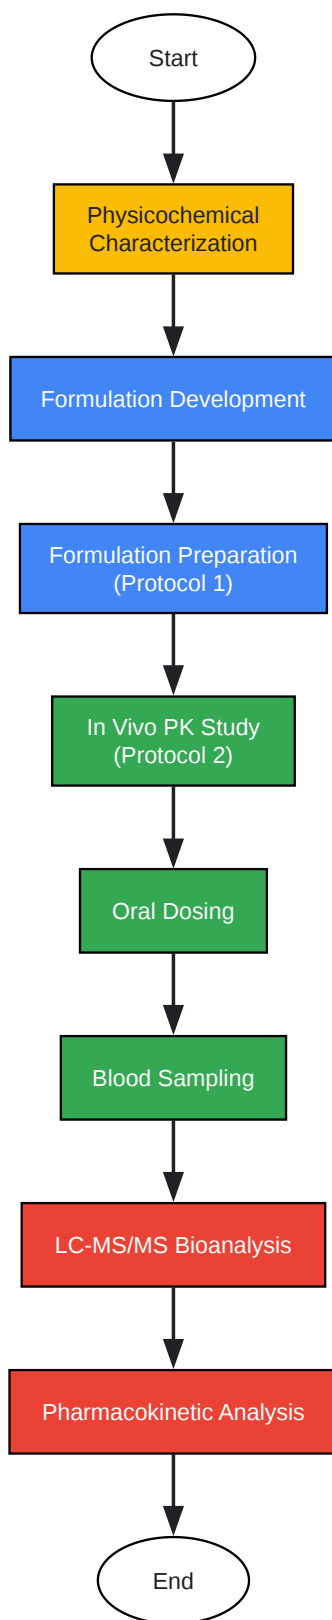 Start
Physicochemical
Characterization
Formulation Development
Formulation Preparation
(Protocol 1)
In Vivo PK Study
(Protocol 2)
Oral Dosing
Blood Sampling
LC-MS/MS Bioanalysis
Pharmacokinetic Analysis
End